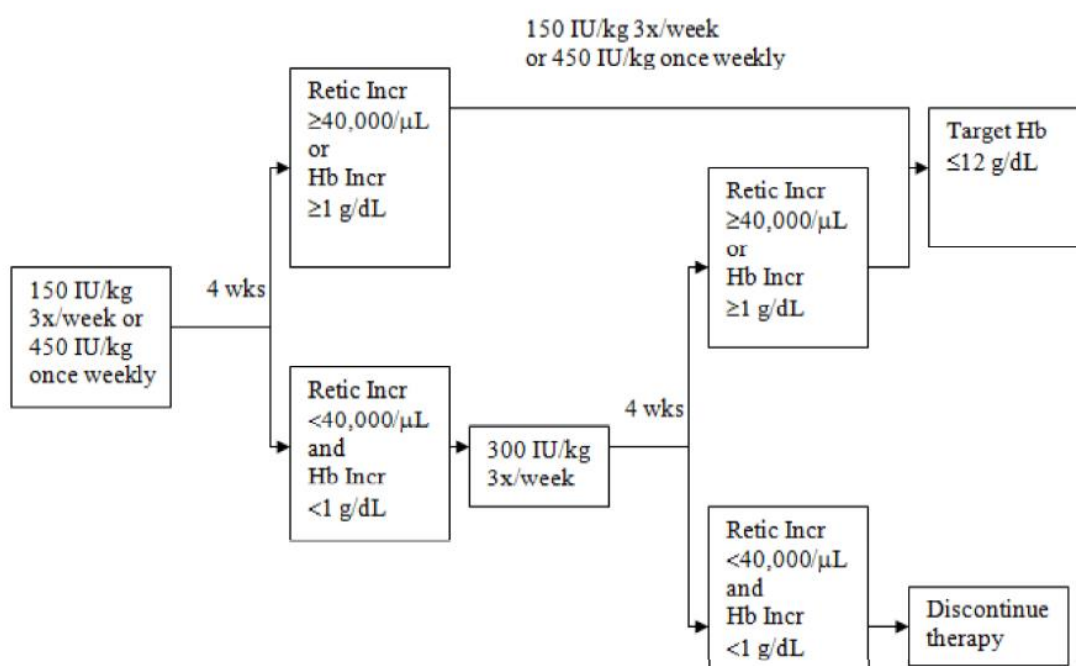 150 IU/kg 3x/week
or 450 IU/kg once weekly
Retic Incr
≥40,000/µL
or
Hb Incr
≥1 g/dL
Target Hb
≤12 g/dL
Retic Incr
≥40,000/µL
or
Hb Incr
≥1 g/dL
150 IU/kg
3x/week or
450 IU/kg
once weekly
4 wks
Retic Incr
<40,000/µL
and
Hb Incr
<1 g/dL
300 IU/kg
3x/week
4 wks
Retic Incr
<40,000/µL
and
Hb Incr
<1 g/dL
Discontinue
therapy